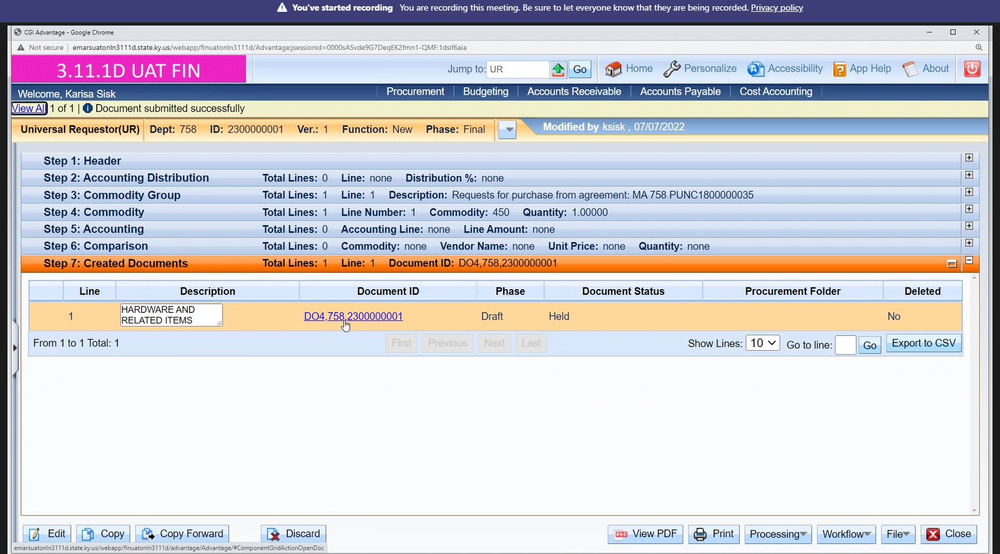 You've started recording You are recording this meeting. Be sure to let everyone know that they are being recorded. Privacy policy
CGI Advantage - Google Chrome
Not secure emarsuatonln3111d.state.ky.us/webapp/finuatonln3111d/Advantage;jsessionid=0000sASvde9G7DeqEK2fmn1-QMF:1dsif6aia
3.11.1D UAT FIN
Jump to: UR Go Home Personalize Accessibility App Help About
Welcome, Karisa Sisk
Procurement Budgeting Accounts Receivable Accounts Payable Cost Accounting
View All 1 of 1 | Document submitted successfully
Universal Requestor(UR) Dept: 758 ID: 2300000001 Ver.: 1 Function: New Phase: Final Modified by ksisk , 07/07/2022
Step 1: Header
Step 2: Accounting Distribution Total Lines: 0 Line: none Distribution %: none
Step 3: Commodity Group Total Lines: 1 Line: 1 Description: Requests for purchase from agreement: MA 758 PUNC1800000035
Step 4: Commodity Total Lines: 1 Line Number: 1 Commodity: 450 Quantity: 1.00000
Step 5: Accounting Total Lines: 0 Accounting Line: none Line Amount: none
Step 6: Comparison Total Lines: 0 Commodity: none Vendor Name: none Unit Price: none Quantity: none
Step 7: Created Documents Total Lines: 1 Line: 1 Document ID: DO4,758,2300000001
Line Description Document ID Phase Document Status Procurement Folder Deleted
1 HARDWARE AND
RELATED ITEMS DO4,758,2300000001 Draft Held No
From 1 to 1 Total: 1 First Previous Next Last Show Lines: 10 Go to line: Go Export to CSV
Edit Copy Copy Forward Discard View PDF Print Processing Workflow File Close
emarsuatonln3111d.state.ky.us/webapp/finuatonln3111d/advantage/Advantage/#ComponentGridActionOpenDoc